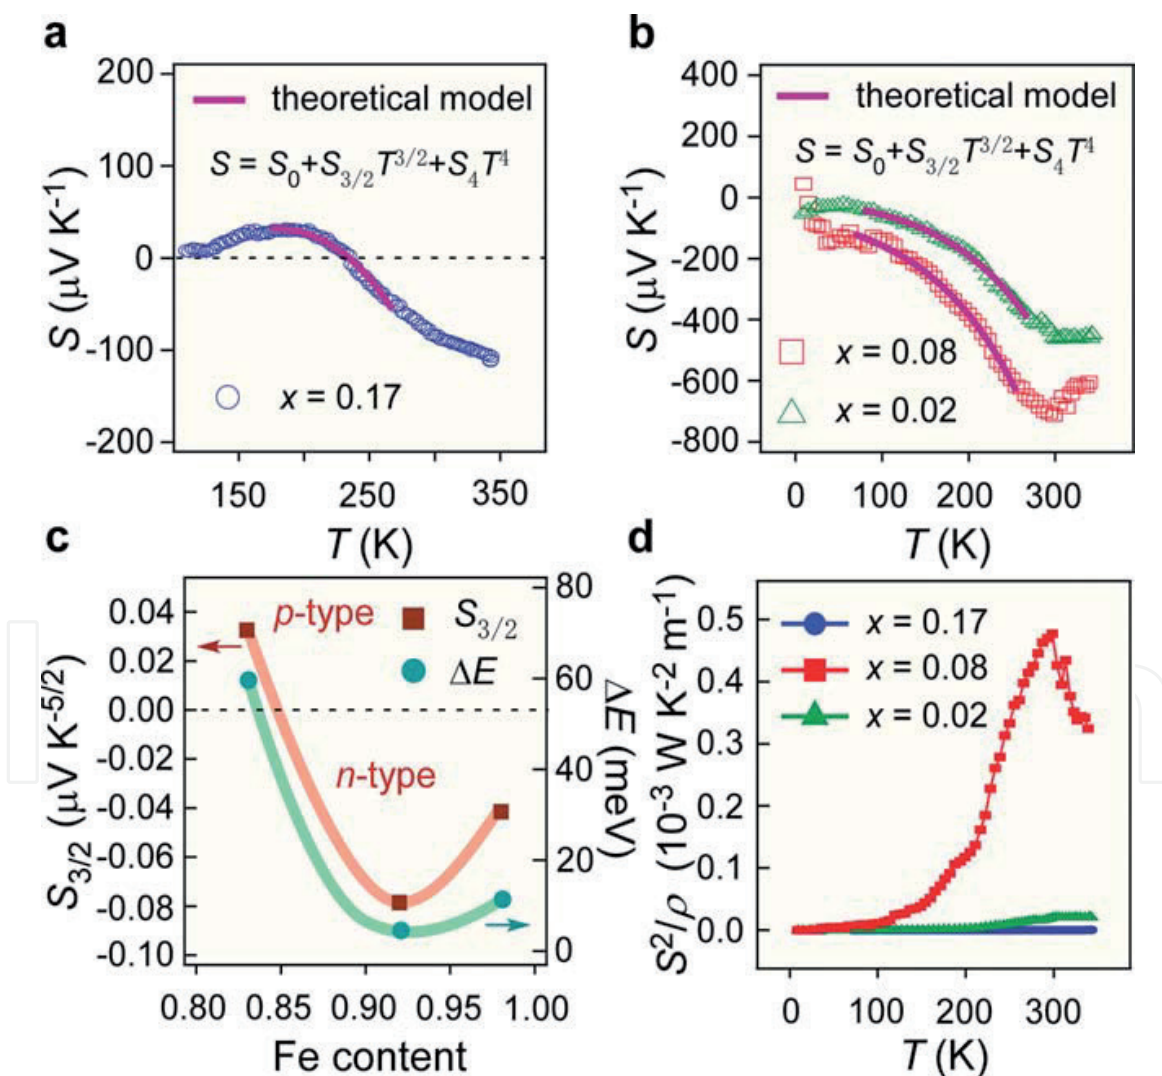 a
200
100
0
-100
-200
S (μV K⁻¹)
theoretical model
S = S₀+S₃/₂T³/²+S₄T⁴
x = 0.17
150 250 350
T (K)
b
400
200
0
-200
-400
-600
-800
S (μV K⁻¹)
theoretical model
S = S₀+S₃/₂T³/²+S₄T⁴
x = 0.08
x = 0.02
0 100 200 300
T (K)
c
0.04
0.02
0.00
-0.02
-0.04
-0.06
-0.08
-0.10
S₃/₂ (μV K⁻⁵/²)
p-type
S₃/₂
ΔE
n-type
80
60
40
20
0
ΔE (meV)
0.80 0.85 0.90 0.95 1.00
Fe content
d
0.5
0.4
0.3
0.2
0.1
0.0
S²/ρ (10⁻³ W K⁻² m⁻¹)
x = 0.17
x = 0.08
x = 0.02
0 100 200 300
T (K)